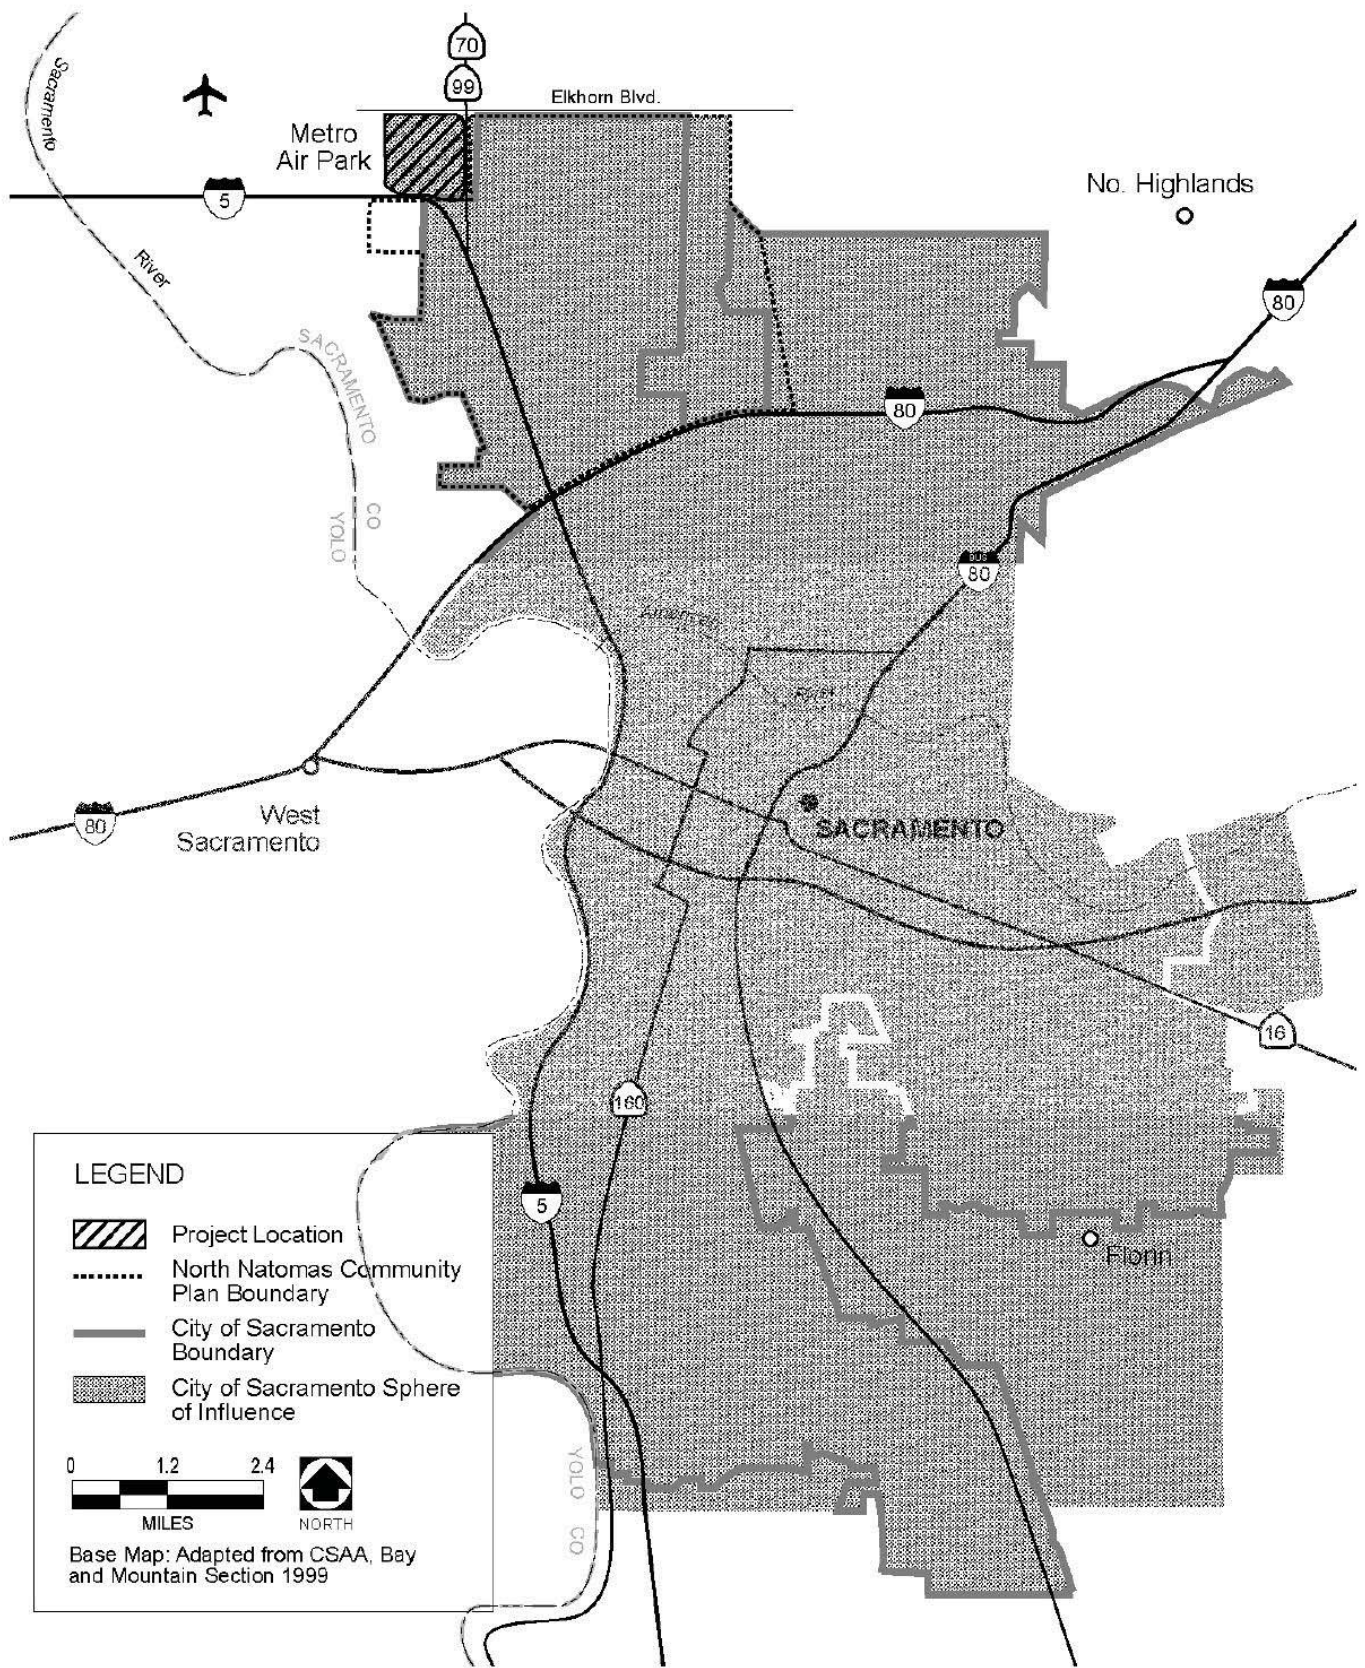 70
99
Elkhorn Blvd.
Sacramento
Metro
Air Park
5
No. Highlands
River
80
SACRAMENTO
CO
YOLO
80
80
American
River
West
Sacramento
80
SACRAMENTO
16
160
5
Florin
LEGEND
Project Location
North Natomas Community
Plan Boundary
City of Sacramento
Boundary
City of Sacramento Sphere
of Influence
0 1.2 2.4
MILES
NORTH
Base Map: Adapted from CSAA, Bay
and Mountain Section 1999
YOLO CO